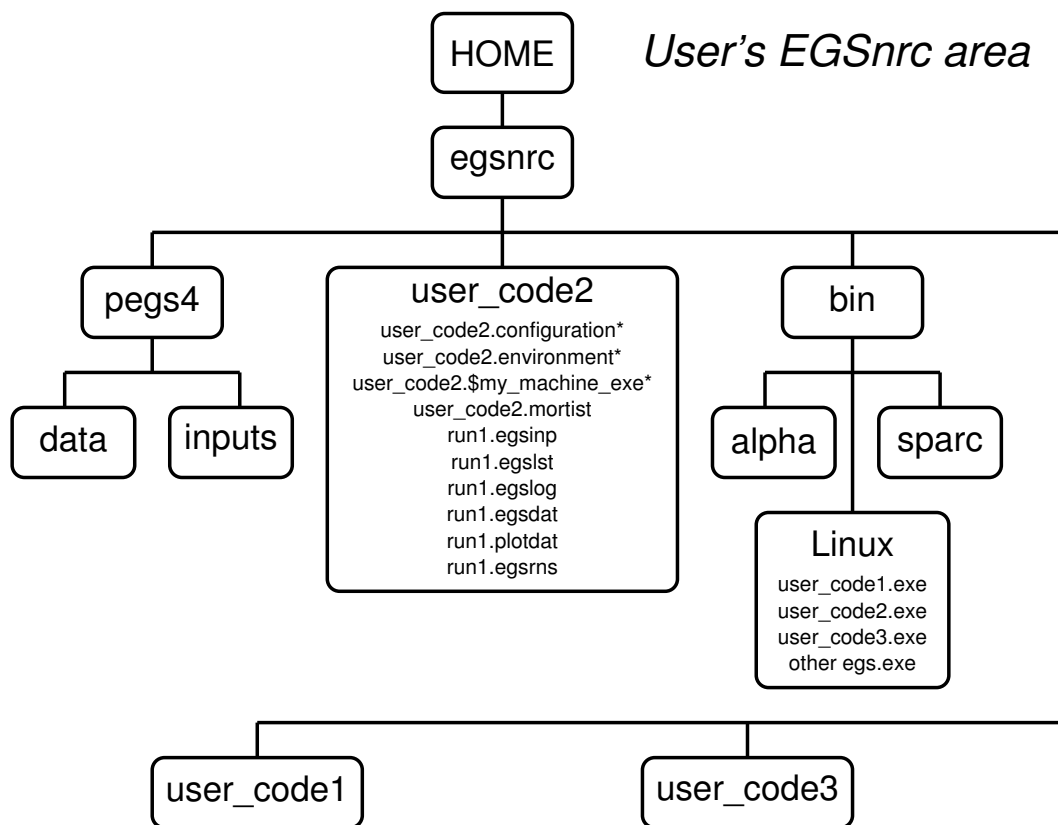 HOME
User's EGSnrc area
egsnrc
pegs4
user_code2
user_code2.configuration*
user_code2.environment*
user_code2.$my_machine_exe*
user_code2.mortist
run1.egsinp
run1.egslst
run1.egslog
run1.egsdat
run1.plotdat
run1.egsrns
bin
data
inputs
alpha
sparc
Linux
user_code1.exe
user_code2.exe
user_code3.exe
other egs.exe
user_code1
user_code3